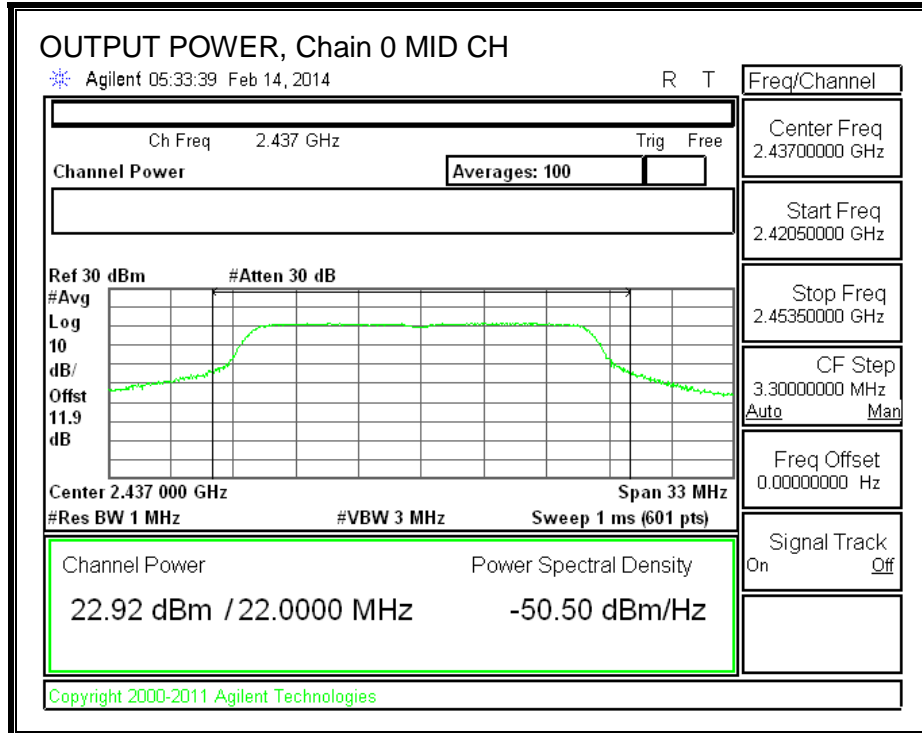 OUTPUT POWER, Chain 0 MID CH
Agilent 05:33:39 Feb 14, 2014 R T
Freq/Channel
Ch Freq 2.437 GHz Trig Free
Channel Power Averages: 100
Ref 30 dBm #Atten 30 dB
#Avg
Log
10
dB/
Offst
11.9
dB
Center 2.437 000 GHz Span 33 MHz
#Res BW 1 MHz #VBW 3 MHz Sweep 1 ms (601 pts)
Channel Power Power Spectral Density
22.92 dBm / 22.0000 MHz -50.50 dBm/Hz
Center Freq
2.43700000 GHz
Start Freq
2.42050000 GHz
Stop Freq
2.45350000 GHz
CF Step
3.30000000 MHz
Auto Man
Freq Offset
0.00000000 Hz
Signal Track
On Off
Copyright 2000-2011 Agilent Technologies